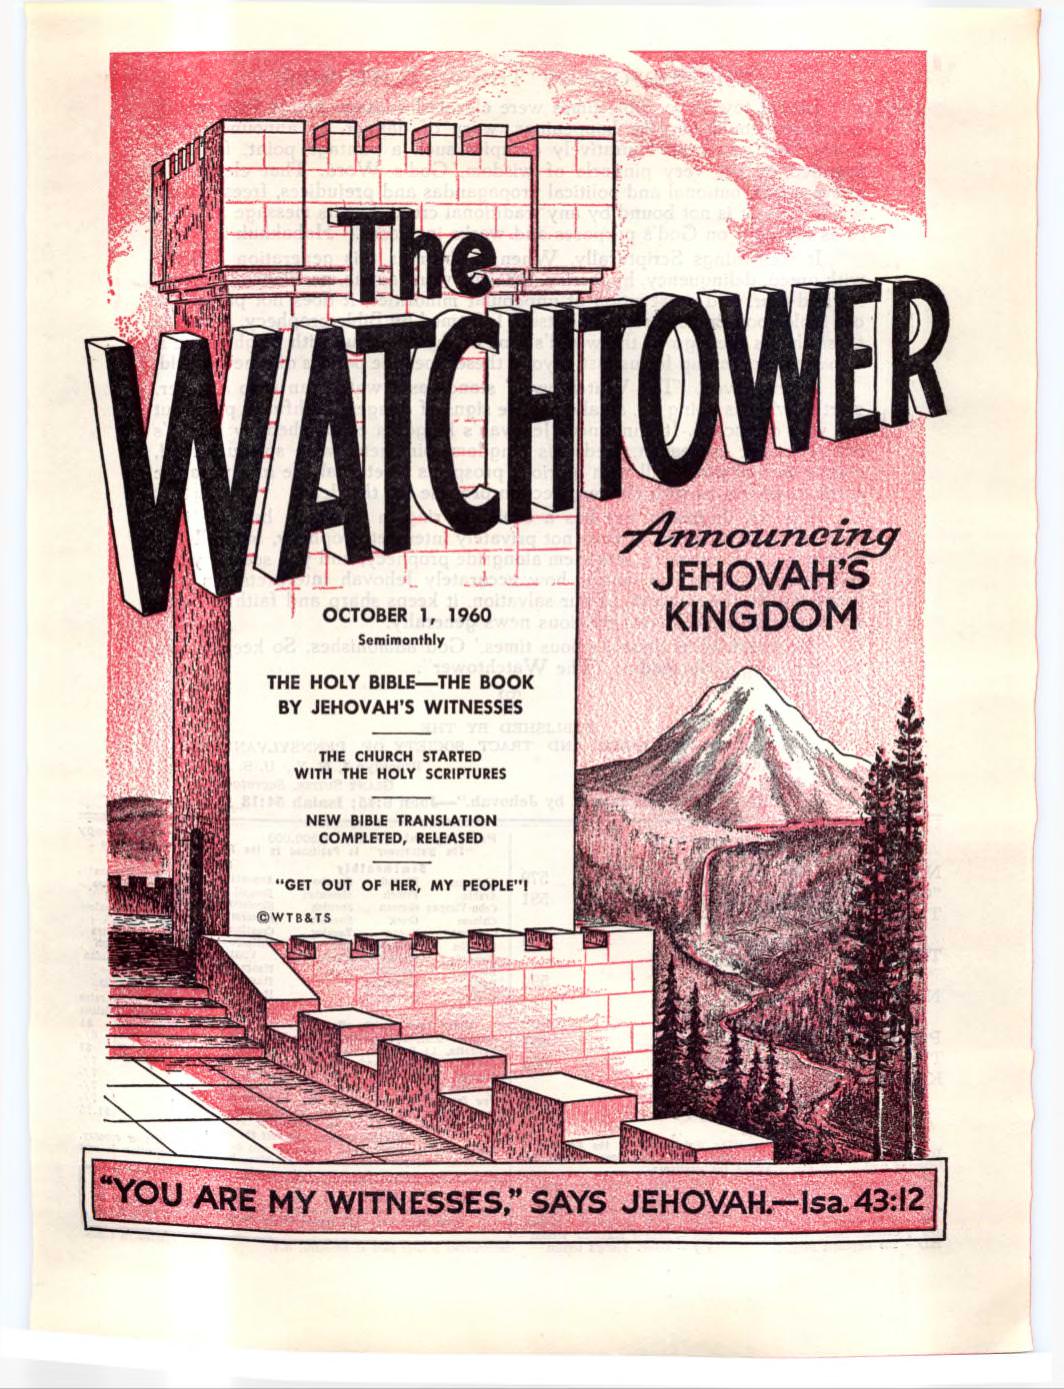 The
WATCHTOWER
Announcing
JEHOVAH'S
KINGDOM
OCTOBER 1, 1960
Semimonthly
THE HOLY BIBLE—THE BOOK
BY JEHOVAH'S WITNESSES
THE CHURCH STARTED
WITH THE HOLY SCRIPTURES
NEW BIBLE TRANSLATION
COMPLETED, RELEASED
"GET OUT OF HER, MY PEOPLE"!
©WTB&TS
"YOU ARE MY WITNESSES," SAYS JEHOVAH.—Isa. 43:12